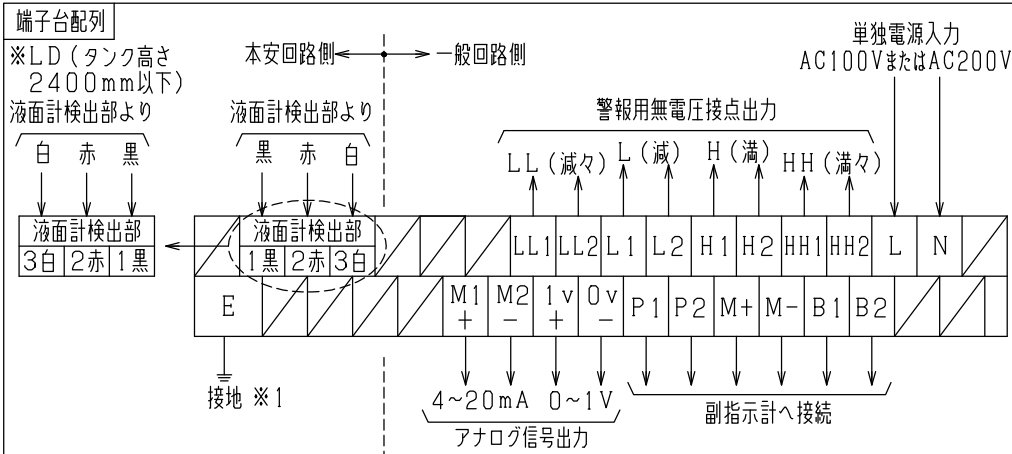 端子台配列
※LD(タンク高さ
2400mm以下)
液面計検出部より
白 赤 黒
液面計検出部
3白 2赤 1黒
本安回路側 一般回路側
液面計検出部より
黒 赤 白
単独電源入力
AC100VまたはAC200V
警報用無電圧接点出力
LL(減々) L(減) H(満) HH(満々)
液面計検出部
1黒 2赤 3白
LL1 LL2 L1 L2 H1 H2 HH1 HH2 L N
E M1+ M2- 1v+ 0v- P1 P2 M+ M- B1 B2
接地 ※1
4~20mA 0~1V
アナログ信号出力
副指示計へ接続